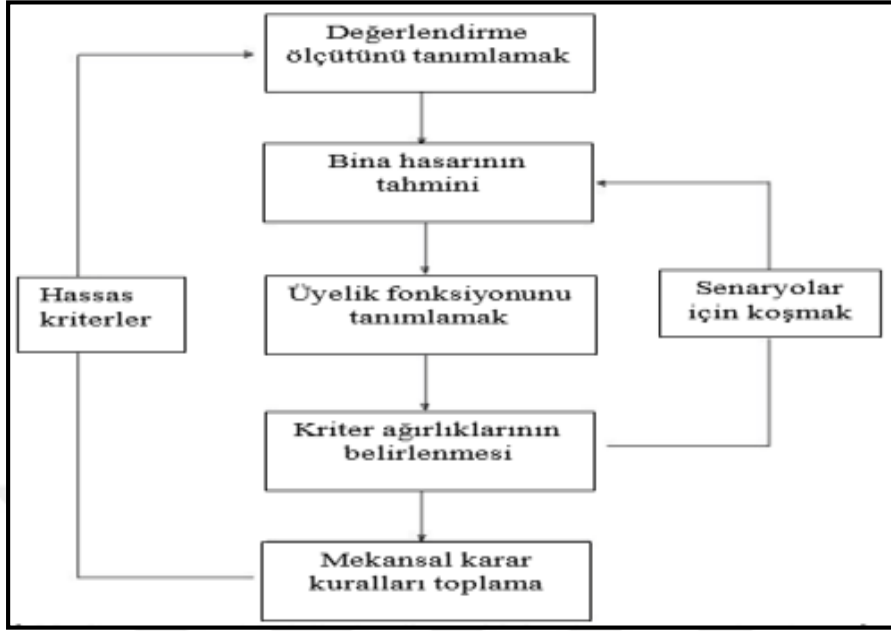 Değerlendirme
ölçütünü tanımlamak
Bina hasarının
tahmini
Üyelik fonksiyonunu
tanımlamak
Hassas
kriterler
Senaryolar
için koşmak
Kriter ağırlıklarının
belirlenmesi
Mekansal karar
kuralları toplama